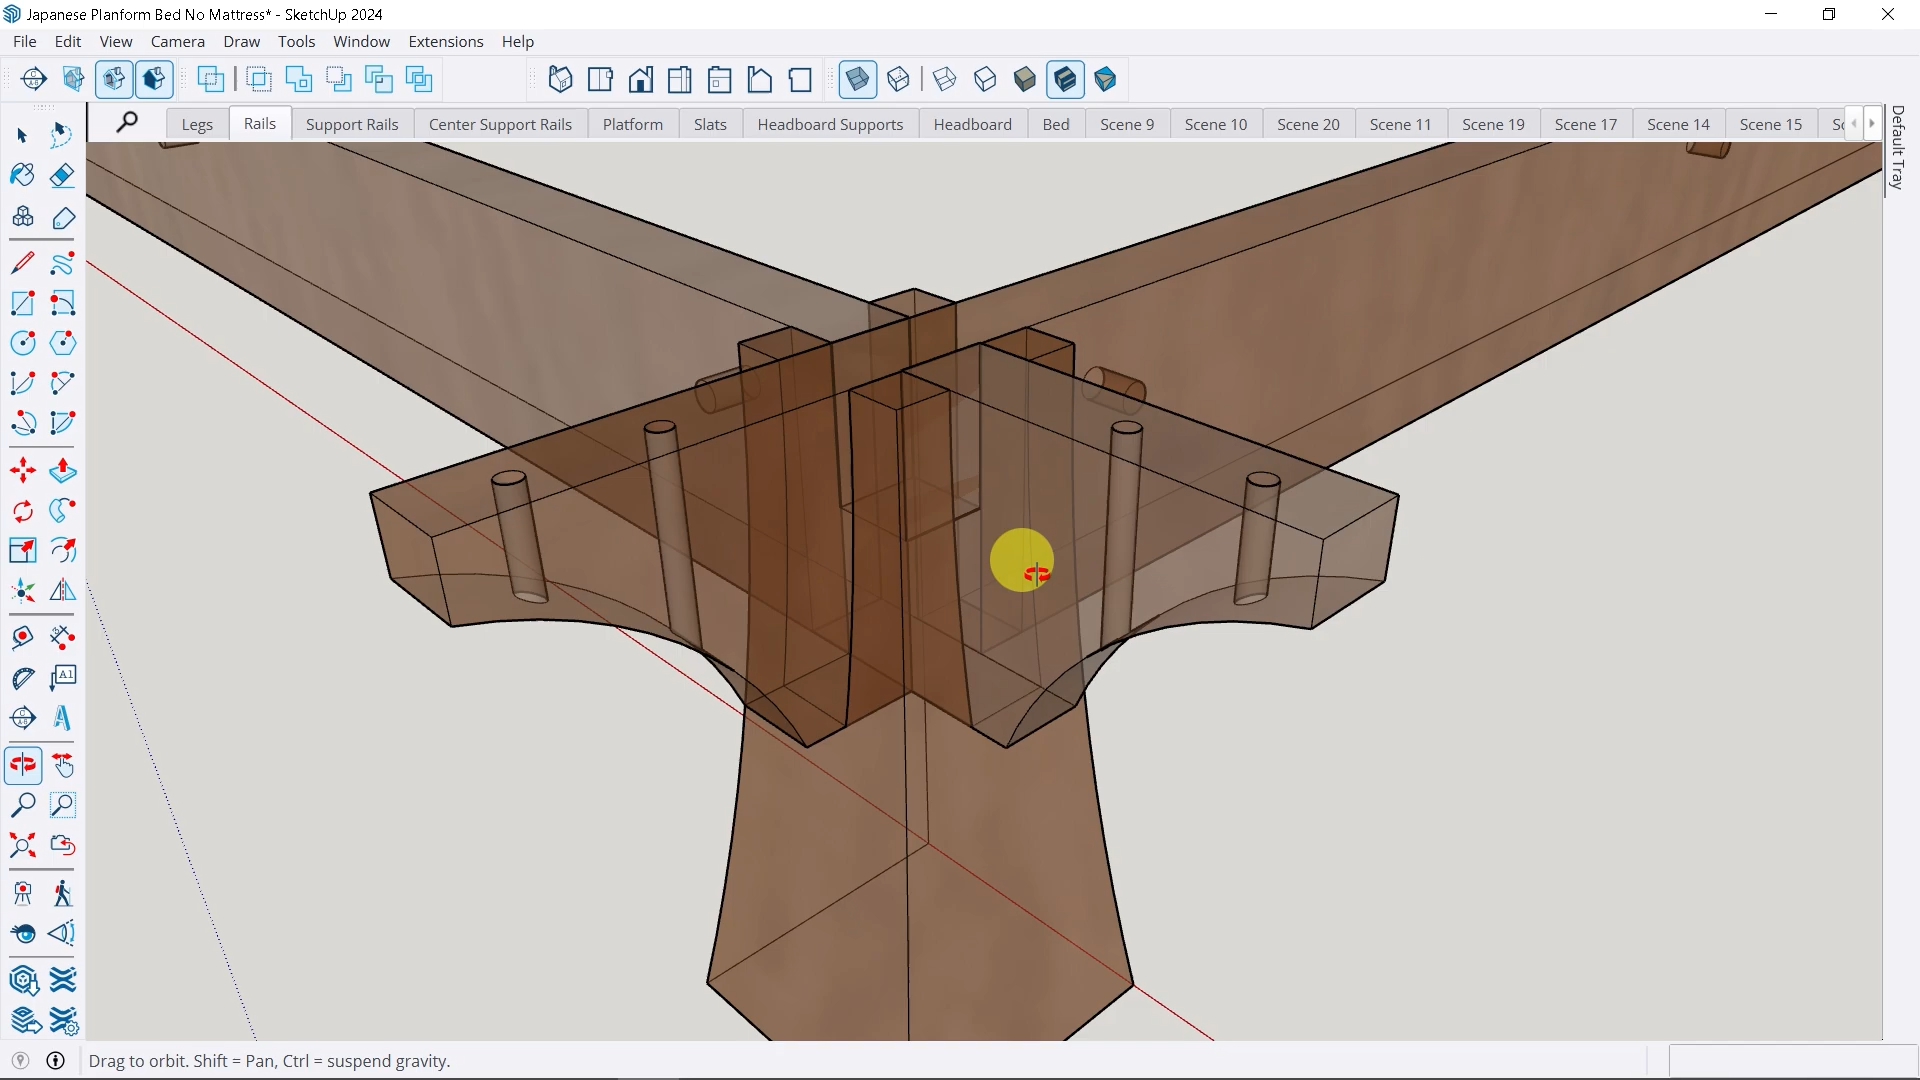 Japanese Planform Bed No Mattress* - SketchUp 2024
File Edit View Camera Draw Tools Window Extensions Help
Legs Rails Support Rails Center Support Rails Platform Slats Headboard Supports Headboard Bed Scene 9 Scene 10 Scene 20 Scene 11 Scene 19 Scene 17 Scene 14 Scene 15
Default Tray
A1
Drag to orbit. Shift = Pan, Ctrl = suspend gravity.